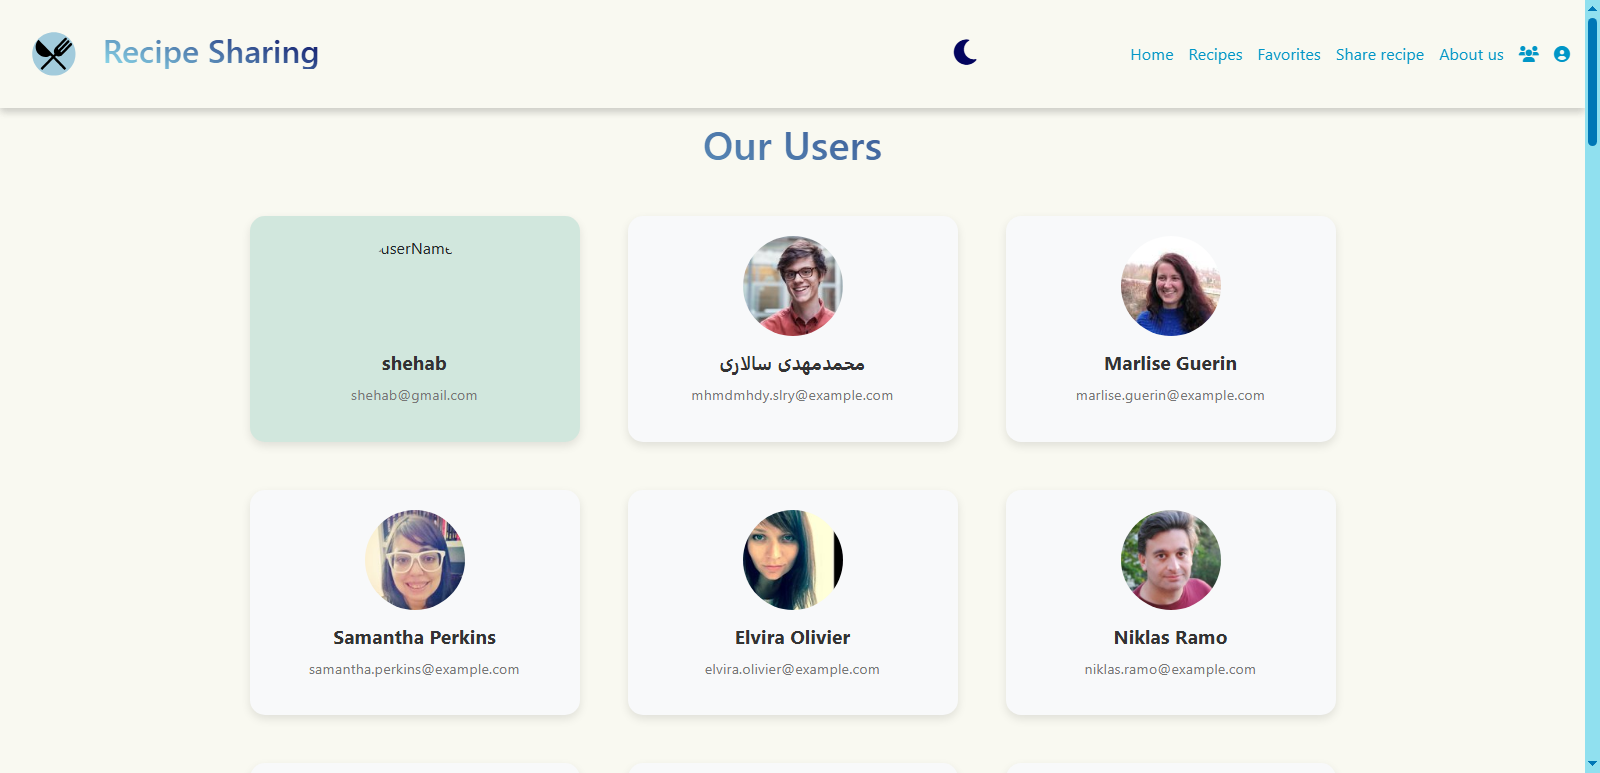 Recipe Sharing
Home Recipes Favorites Share recipe About us
Our Users
userName
shehab
shehab@gmail.com
محمدمهدی سالاری
mhmdmhdy.slry@example.com
Marlise Guerin
marlise.guerin@example.com
Samantha Perkins
samantha.perkins@example.com
Elvira Olivier
elvira.olivier@example.com
Niklas Ramo
niklas.ramo@example.com